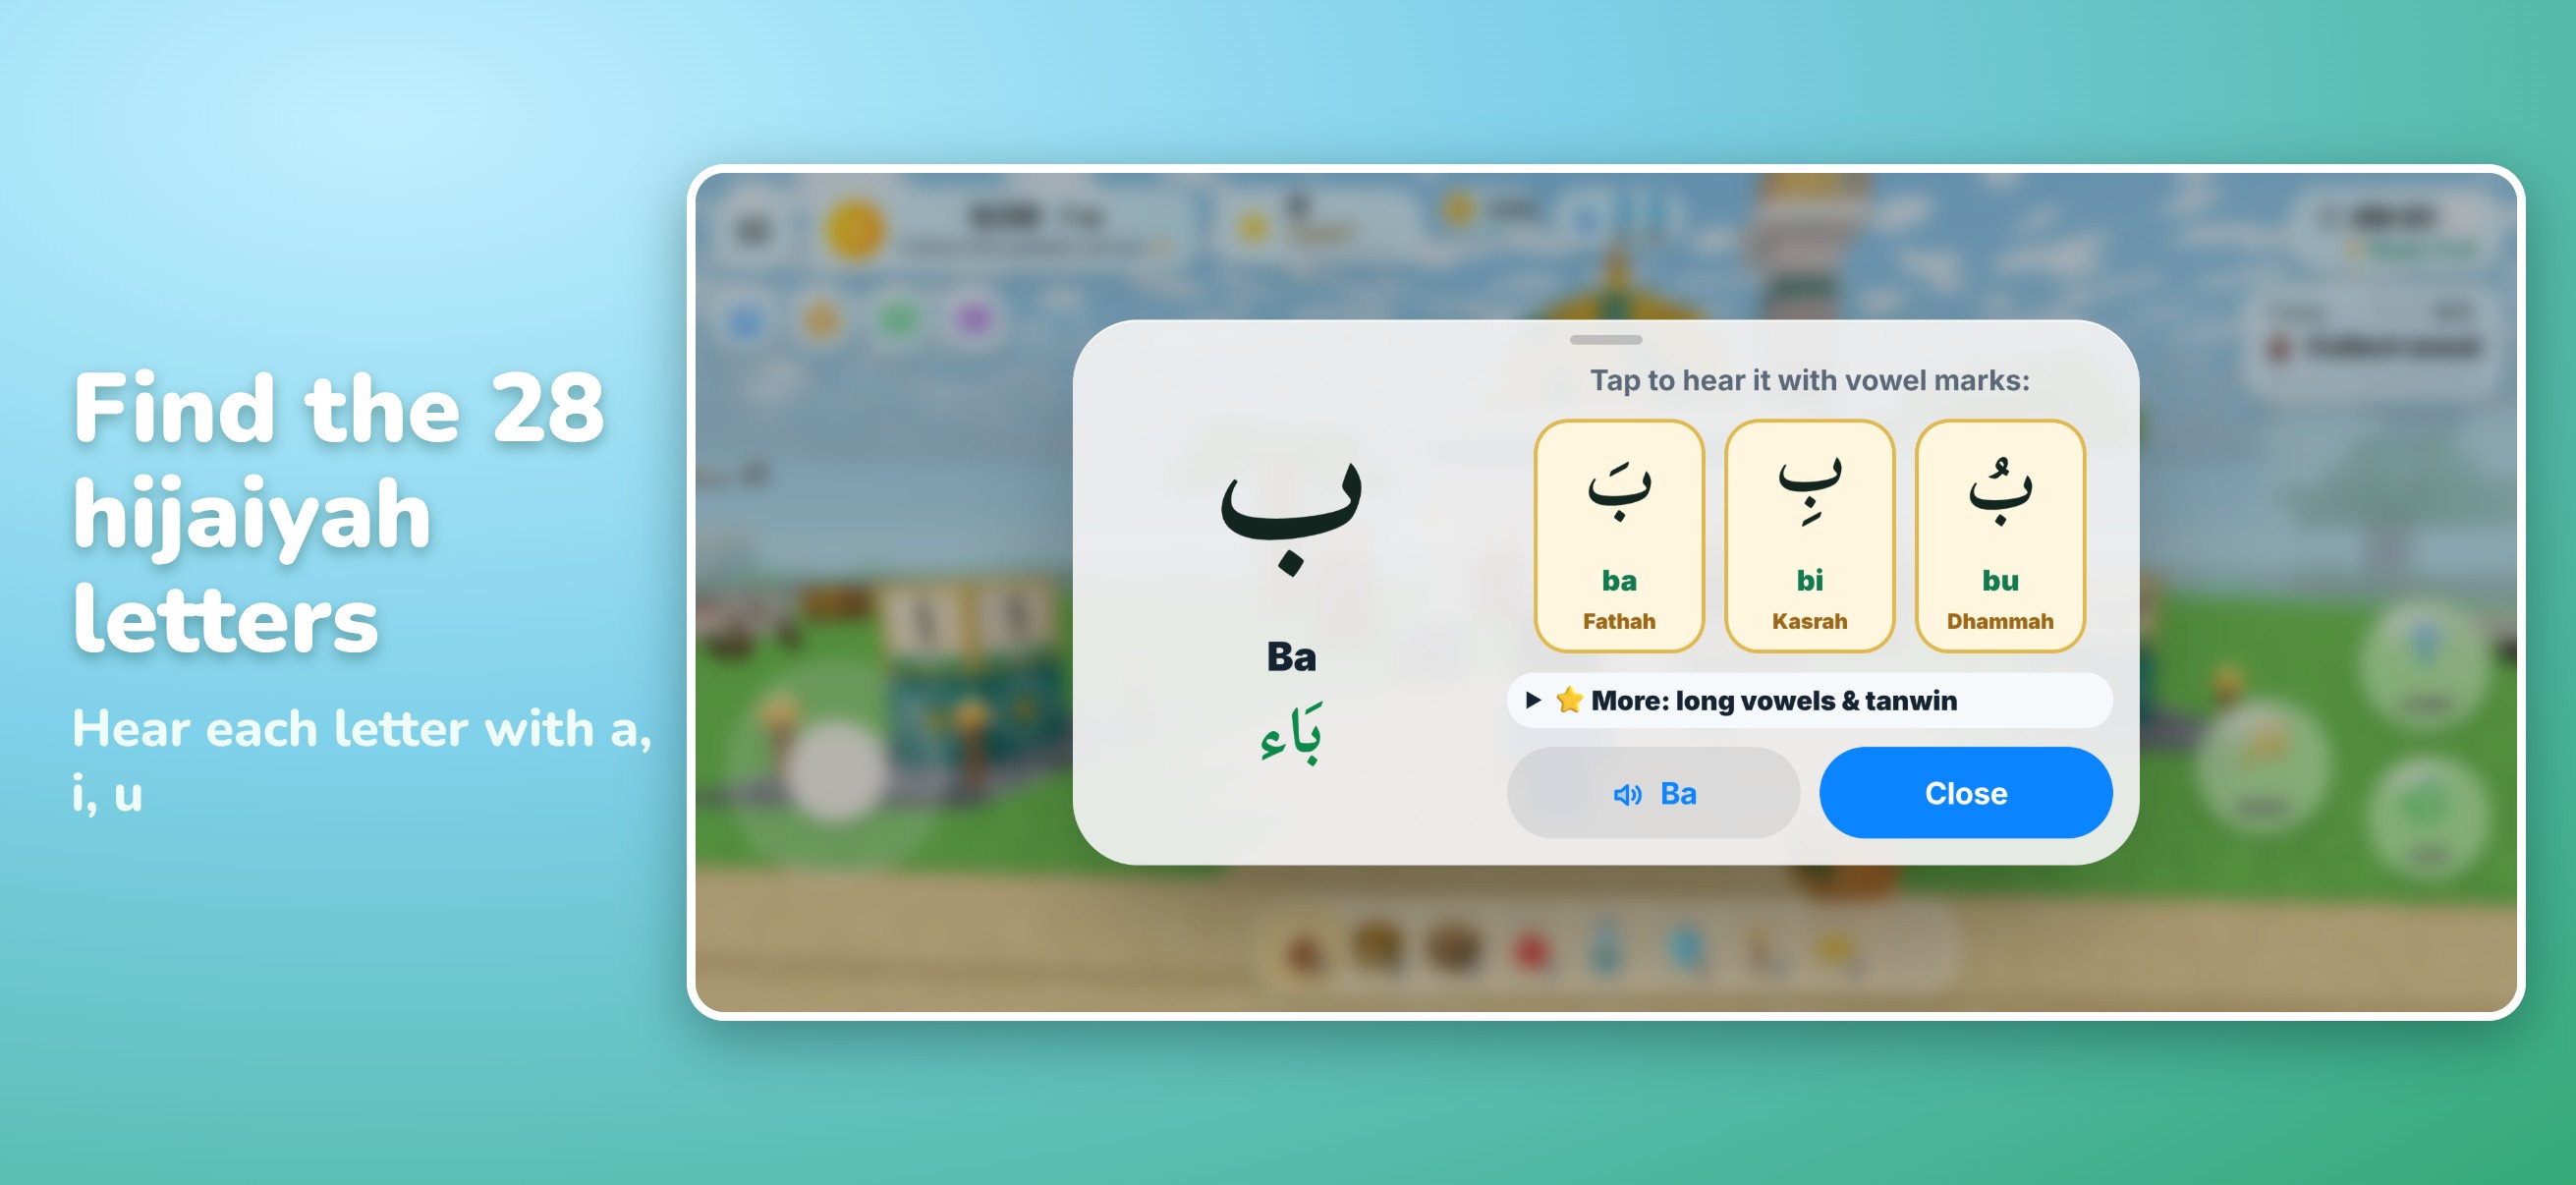 Find the 28
hijaiyah
letters
Hear each letter with a,
i, u
ب
Ba
بَاء
Tap to hear it with vowel marks:
بَ
ba
Fathah
بِ
bi
Kasrah
بُ
bu
Dhammah
More: long vowels & tanwin
Ba
Close